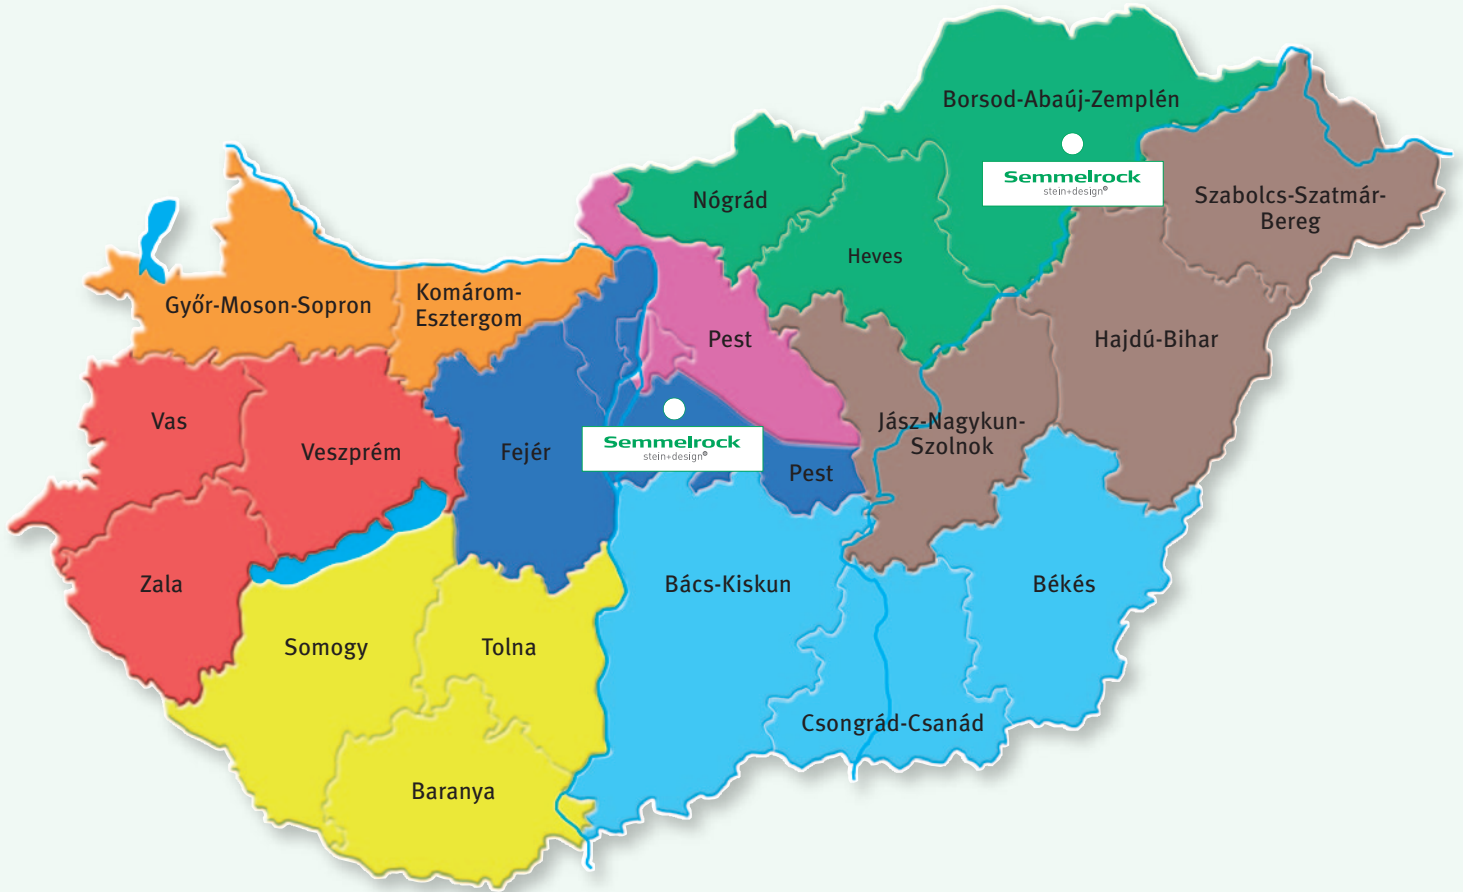 Borsod-Abaúj-Zemplén
Semmelrock
stein+design®
Szabolcs-Szatmár-
Bereg
Nógrád
Heves
Győr-Moson-Sopron
Komárom-
Esztergom
Pest
Hajdú-Bihar
Vas
Veszprém
Fejér
Semmelrock
stein+design®
Jász-Nagykun-
Szolnok
Pest
Zala
Bács-Kiskun
Békés
Somogy
Tolna
Csongrád-Csanád
Baranya